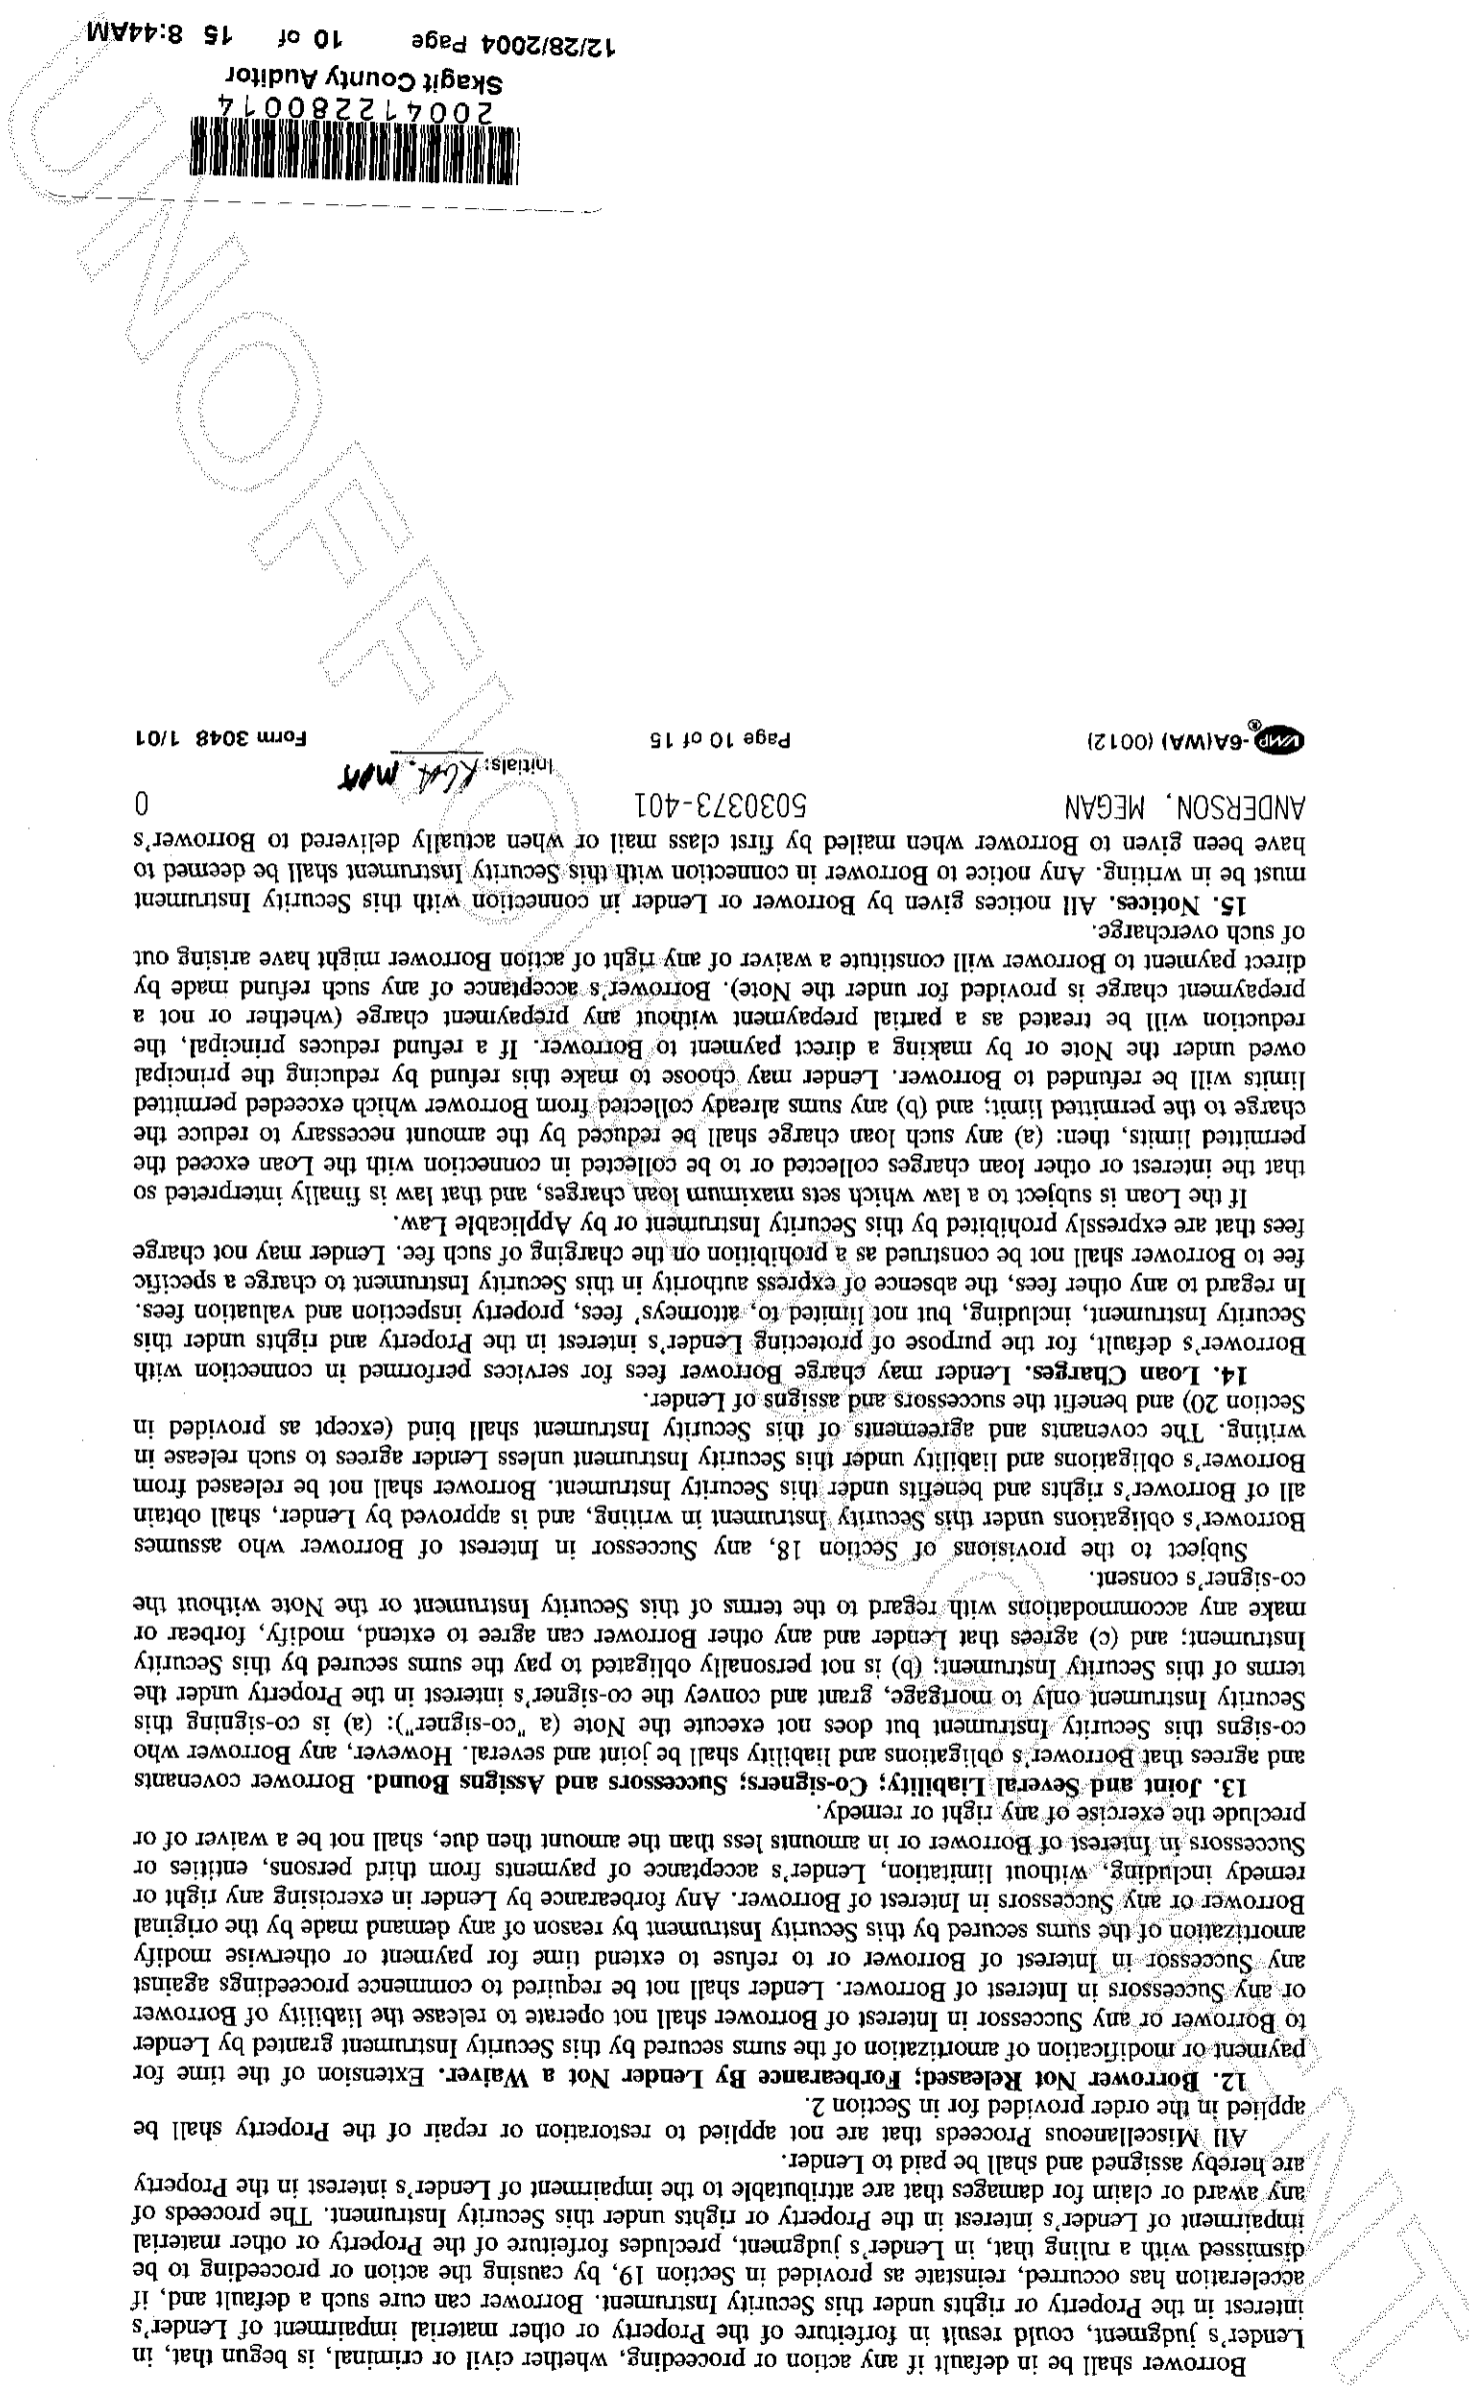 Borrower shall be in default if any action or proceeding, whether civil or criminal, is begun that, in
Lender's judgment, could result in forfeiture of the Property or other material impairment of Lender's
interest in the Property or rights under this Security Instrument. Borrower can cure such a default and, if
acceleration has occurred, reinstate as provided in Section 19, by causing the action or proceeding to be
dismissed with a ruling that, in Lender's judgment, precludes forfeiture of the Property or other material
impairment of Lender's interest in the Property or rights under this Security Instrument. The proceeds of
any award or claim for damages that are attributable to the impairment of Lender's interest in the Property
are hereby assigned and shall be paid to Lender.
All Miscellaneous Proceeds that are not applied to restoration or repair of the Property shall be
applied in the order provided for in Section 2.
12. Borrower Not Released; Forbearance By Lender Not a Waiver. Extension of the time for
payment or modification of amortization of the sums secured by this Security Instrument granted by Lender
to Borrower or any Successor in Interest of Borrower shall not operate to release the liability of Borrower
or any Successors in Interest of Borrower. Lender shall not be required to commence proceedings against
any Successor in Interest of Borrower or to refuse to extend time for payment or otherwise modify
amortization of the sums secured by this Security Instrument by reason of any demand made by the original
Borrower or any Successors in Interest of Borrower. Any forbearance by Lender in exercising any right or
remedy including, without limitation, Lender's acceptance of payments from third persons, entities or
Successors in Interest of Borrower or in amounts less than the amount then due, shall not be a waiver of or
preclude the exercise of any right or remedy.
13. Joint and Several Liability; Co-signers; Successors and Assigns Bound. Borrower covenants
and agrees that Borrower's obligations and liability shall be joint and several. However, any Borrower who
co-signs this Security Instrument but does not execute the Note (a "co-signer"): (a) is co-signing this
Security Instrument only to mortgage, grant and convey the co-signer's interest in the Property under the
terms of this Security Instrument; (b) is not personally obligated to pay the sums secured by this Security
Instrument; and (c) agrees that Lender and any other Borrower can agree to extend, modify, forbear or
make any accommodations with regard to the terms of this Security Instrument or the Note without the
co-signer's consent.
Subject to the provisions of Section 18, any Successor in Interest of Borrower who assumes
Borrower's obligations under this Security Instrument in writing, and is approved by Lender, shall obtain
all of Borrower's rights and benefits under this Security Instrument. Borrower shall not be released from
Borrower's obligations and liability under this Security Instrument unless Lender agrees to such release in
writing. The covenants and agreements of this Security Instrument shall bind (except as provided in
Section 20) and benefit the successors and assigns of Lender.
14. Loan Charges. Lender may charge Borrower fees for services performed in connection with
Borrower's default, for the purpose of protecting Lender's interest in the Property and rights under this
Security Instrument, including, but not limited to, attorneys' fees, property inspection and valuation fees.
In regard to any other fees, the absence of express authority in this Security Instrument to charge a specific
fee to Borrower shall not be construed as a prohibition on the charging of such fee. Lender may not charge
fees that are expressly prohibited by this Security Instrument or by Applicable Law.
If the Loan is subject to a law which sets maximum loan charges, and that law is finally interpreted so
that the interest or other loan charges collected or to be collected in connection with the Loan exceed the
permitted limits, then: (a) any such loan charge shall be reduced by the amount necessary to reduce the
charge to the permitted limit; and (b) any sums already collected from Borrower which exceeded permitted
limits will be refunded to Borrower. Lender may choose to make this refund by reducing the principal
owed under the Note or by making a direct payment to Borrower. If a refund reduces principal, the
reduction will be treated as a partial prepayment without any prepayment charge (whether or not a
prepayment charge is provided for under the Note). Borrower's acceptance of any such refund made by
direct payment to Borrower will constitute a waiver of any right of action Borrower might have arising out
of such overcharge.
15. Notices. All notices given by Borrower or Lender in connection with this Security Instrument
must be in writing. Any notice to Borrower in connection with this Security Instrument shall be deemed to
have been given to Borrower when mailed by first class mail or when actually delivered to Borrower's
ANDERSON, MEGAN 5030373-401 0
Initials:
VMP®-6A(WA) (0012) Page 10 of 15 Form 3048 1/01
200412280014
Skagit County Auditor
12/28/2004 Page 10 of 15 8:44AM
UNOFFICIAL DOCUMENT